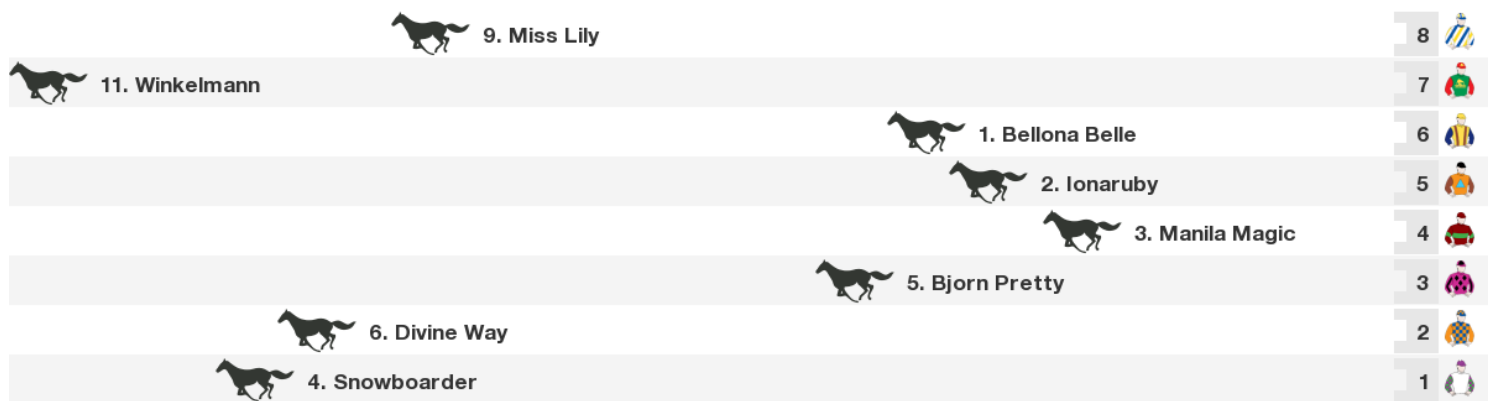 9. Miss Lily 8
11. Winkelmann 7
1. Bellona Belle 6
2. Ionaruby 5
3. Manila Magic 4
5. Bjorn Pretty 3
6. Divine Way 2
4. Snowboarder 1